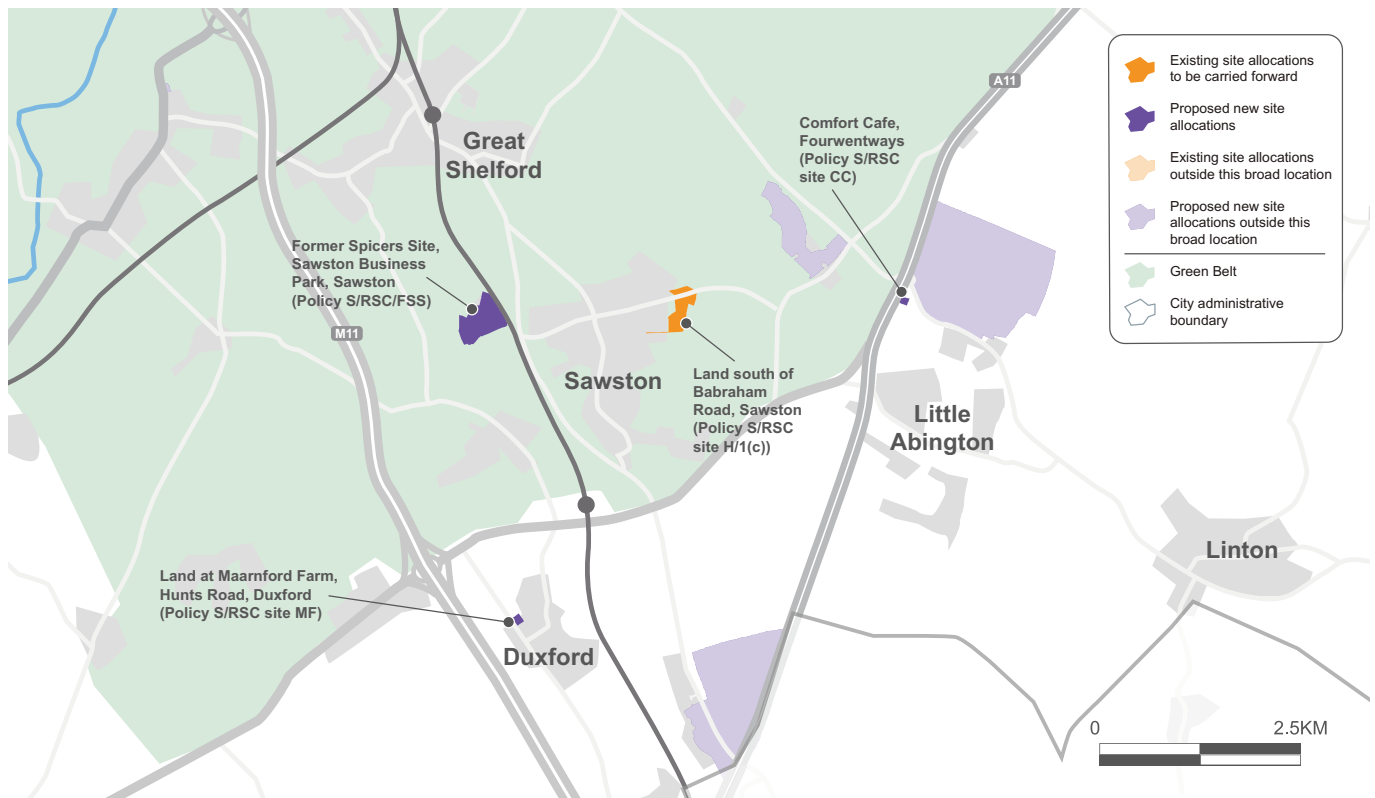 A11
Great
Shelford
Comfort Cafe,
Fourwentways
(Policy S/RSC
site CC)
Former Spicers Site,
Sawston Business
Park, Sawston
(Policy S/RSC/FSS)
M11
Sawston
Land south of
Babraham
Road, Sawston
(Policy S/RSC
site H/1(c))
Little
Abington
Linton
Land at Maarnford Farm,
Hunts Road, Duxford
(Policy S/RSC site MF)
Duxford
Existing site allocations
to be carried forward
Proposed new site
allocations
Existing site allocations
outside this broad location
Proposed new site
allocations outside this
broad location
Green Belt
City administrative
boundary
0 2.5KM